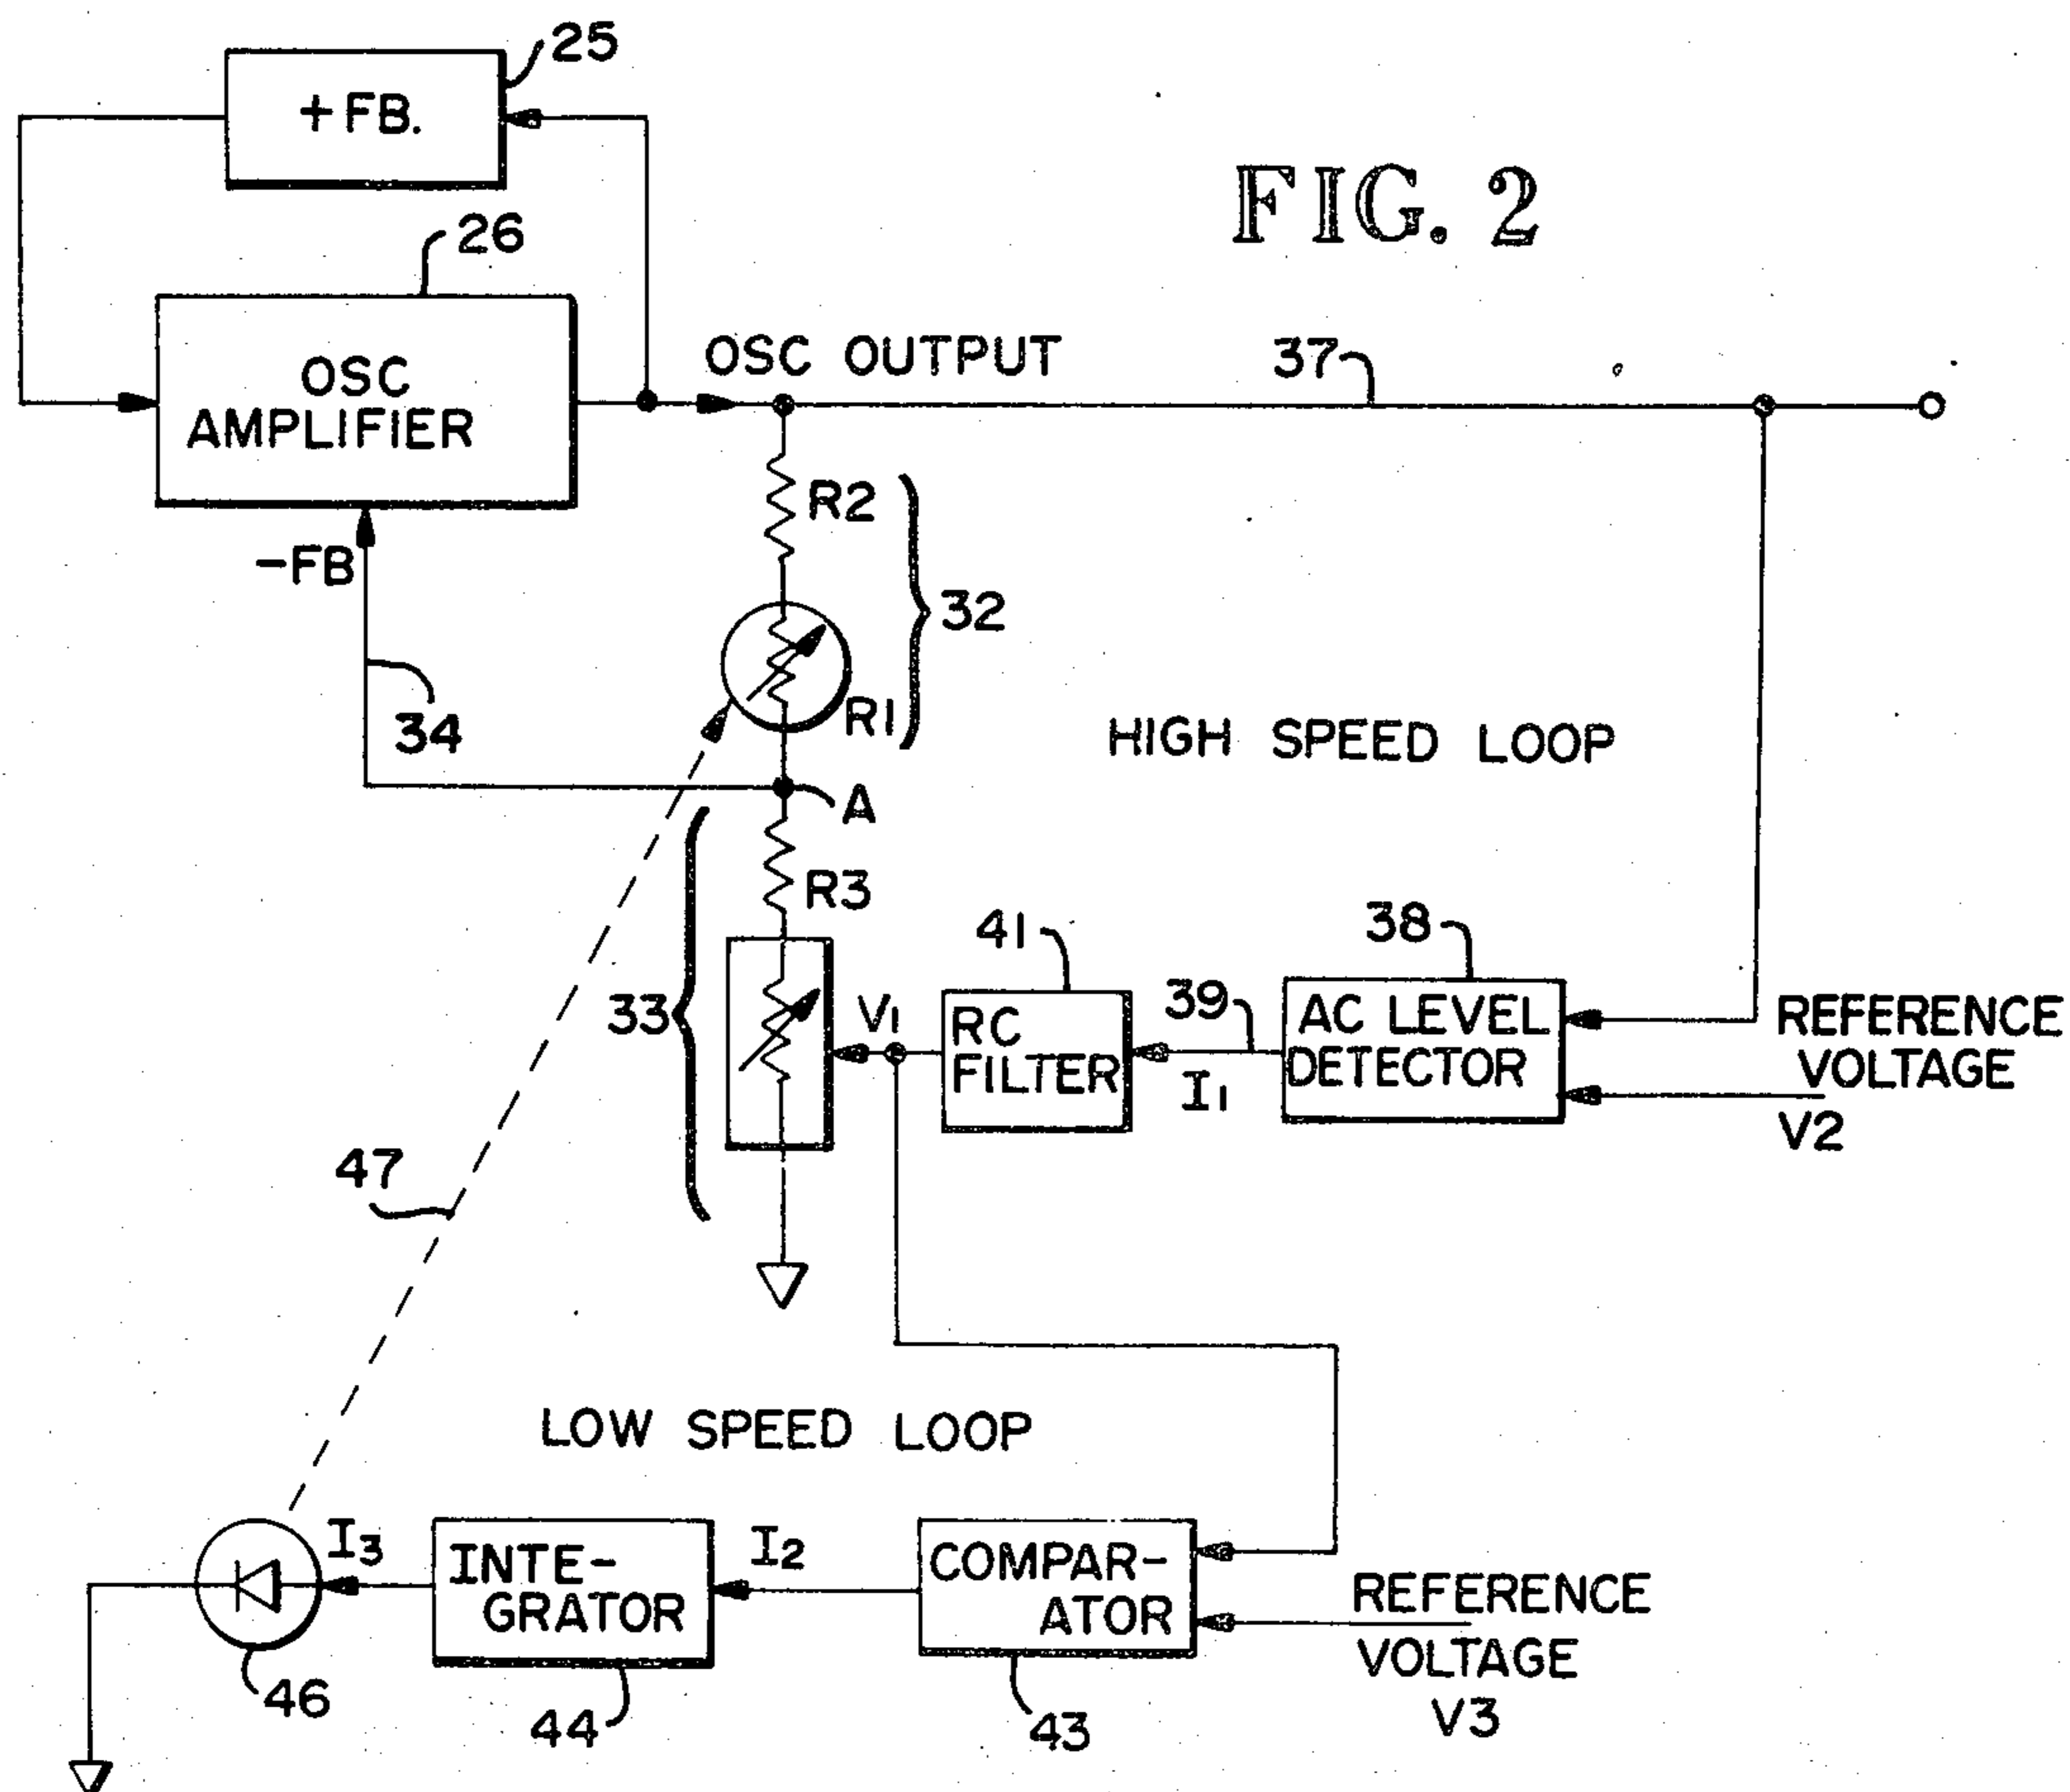 25
+FB.
FIG. 2
26
OSC
AMPLIFIER
OSC OUTPUT
37
R2
-FB
32
34
R1
HIGH SPEED LOOP
A
R3
41
38
33
V1
RC
FILTER
39
I1
AC LEVEL
DETECTOR
REFERENCE
VOLTAGE
V2
47
LOW SPEED LOOP
I3
INTE-
GRATOR
I2
COMPAR-
ATOR
REFERENCE
VOLTAGE
V3
46
44
43